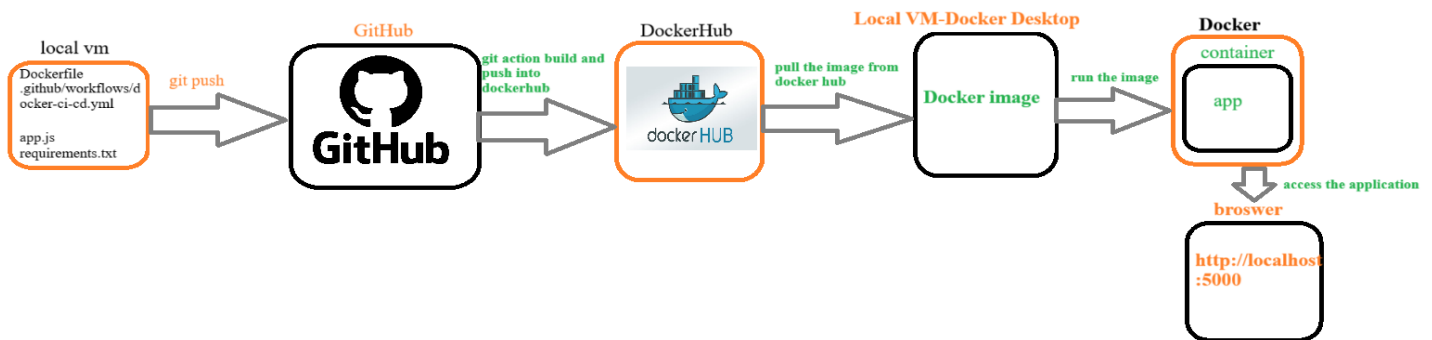 local vm
Dockerfile
.github/workflows/d
ocker-ci-cd.yml
app.js
requirements.txt
git push
GitHub
GitHub
git action build and
push into
dockerhub
DockerHub
docker HUB
pull the image from
docker hub
Local VM-Docker Desktop
Docker image
run the image
Docker
container
app
access the application
broswer
http://localhost
:5000